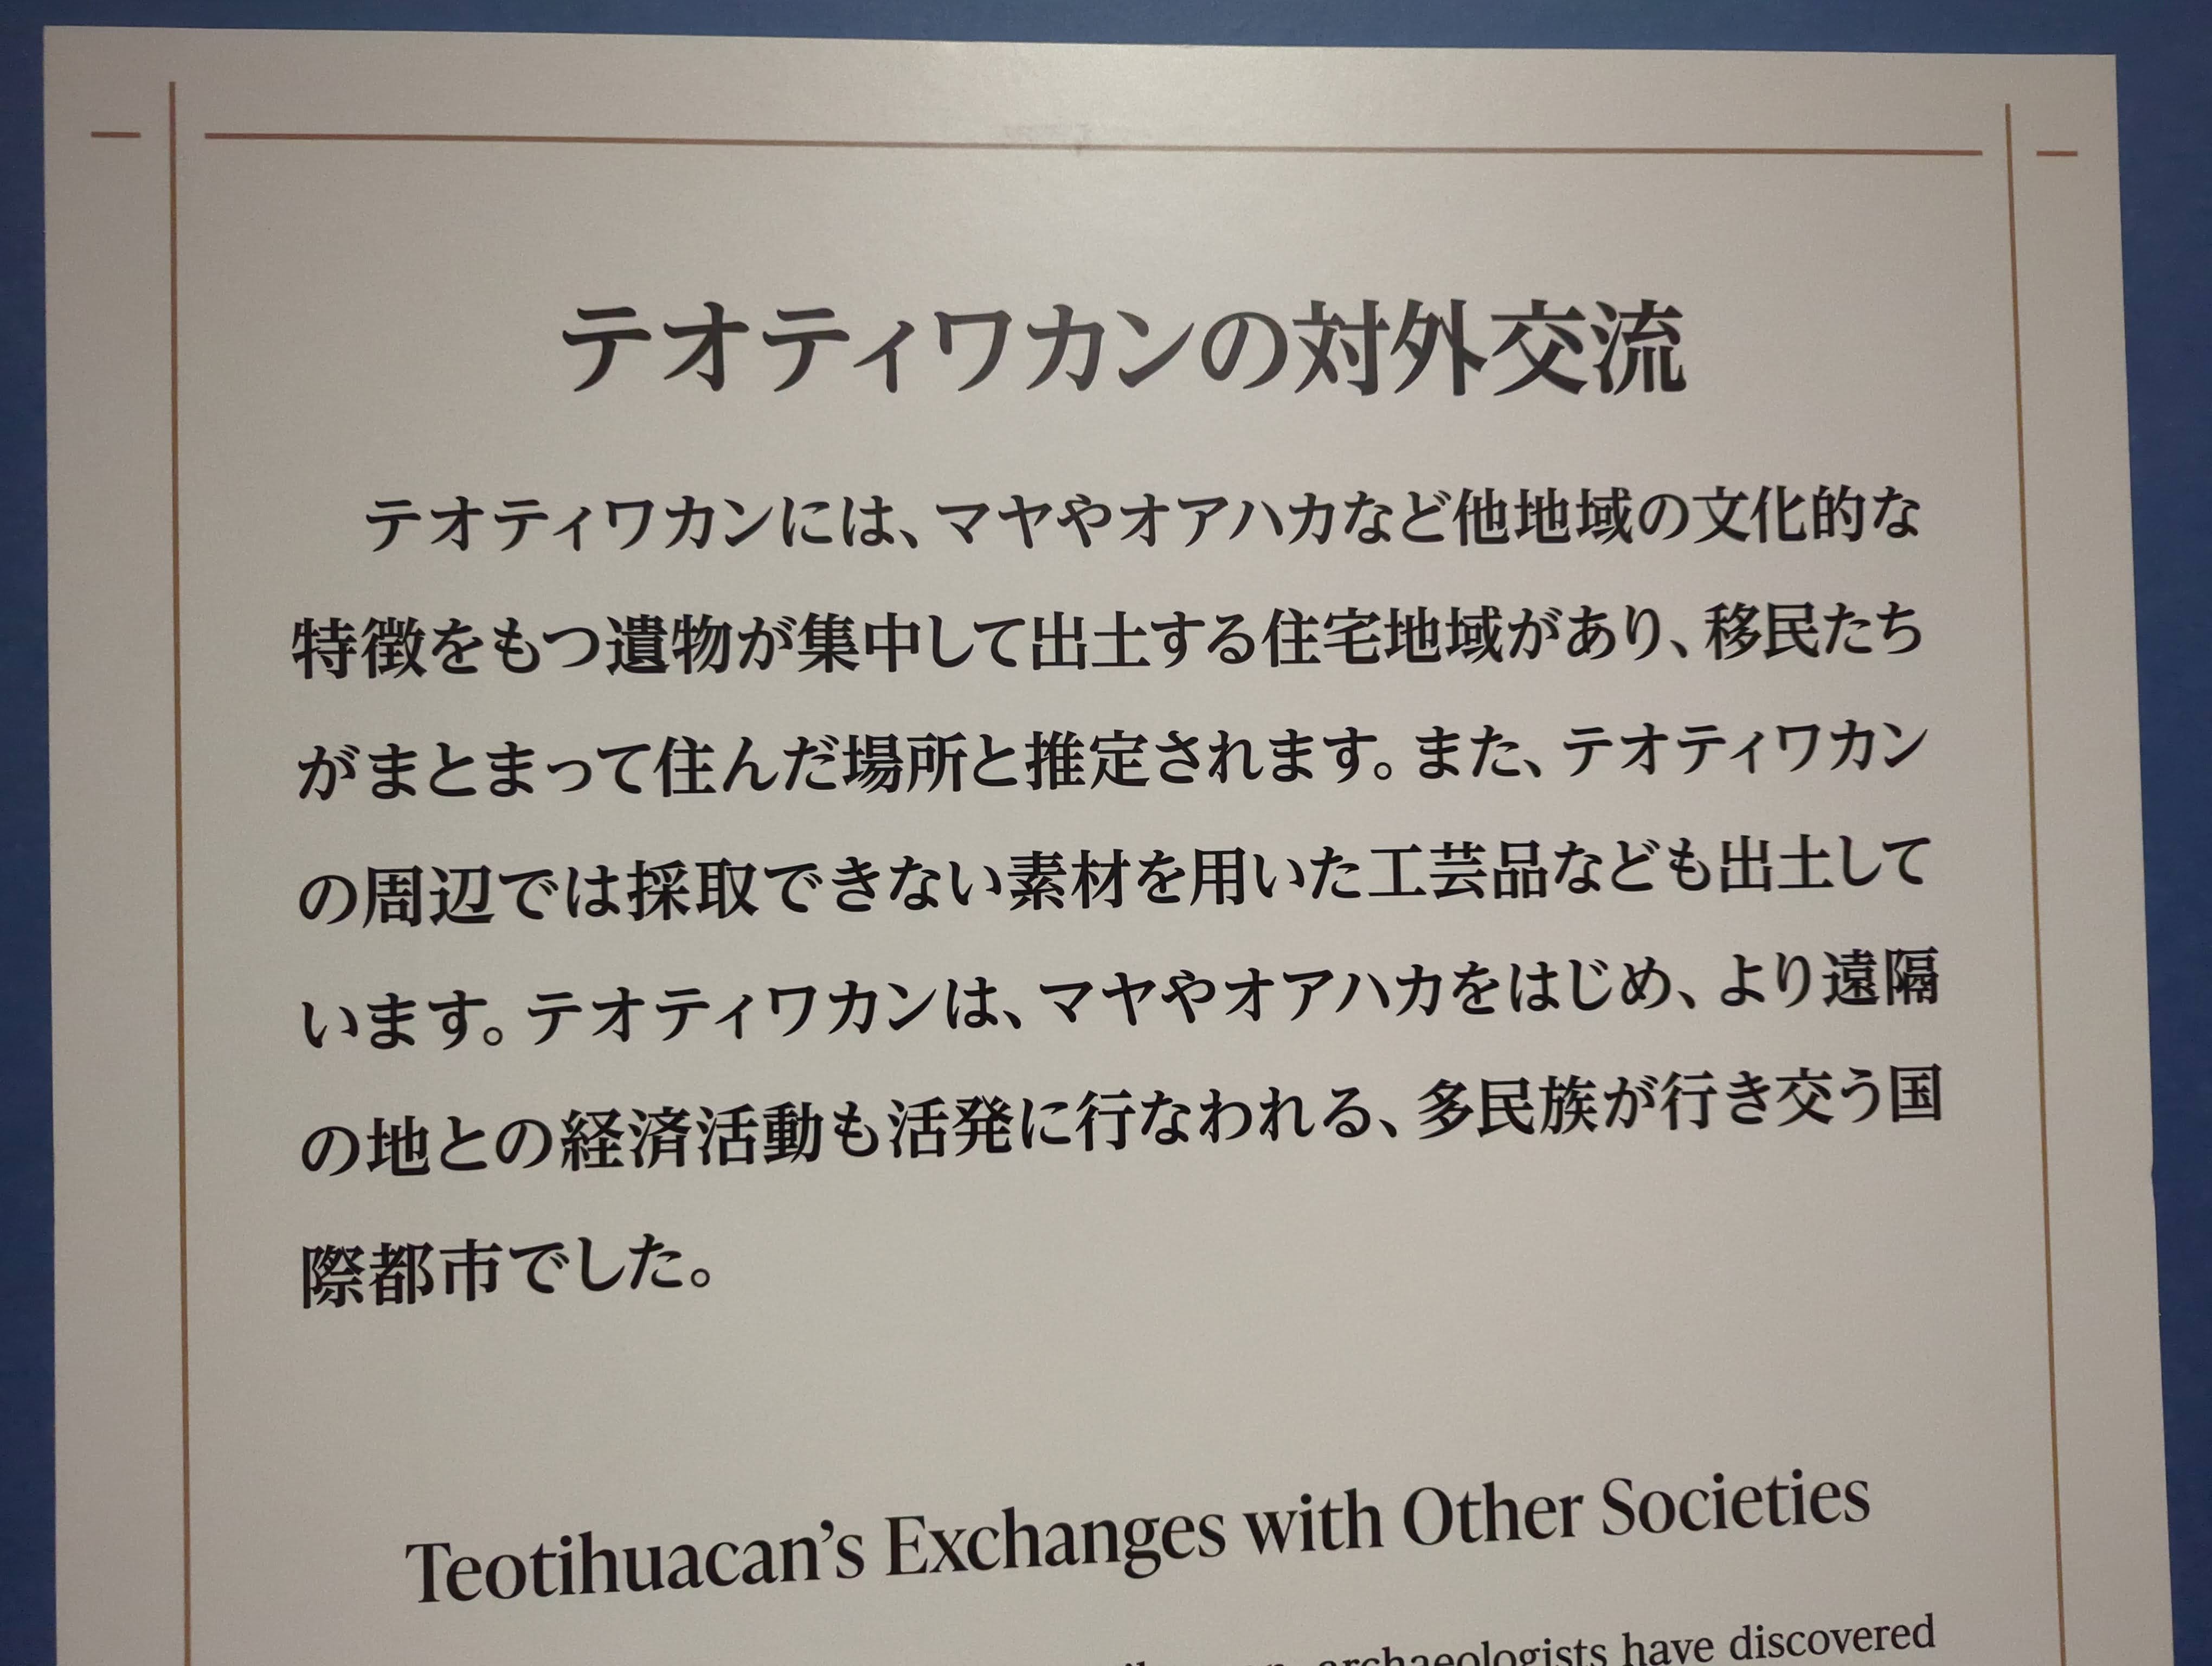 テオティワカンの対外交流
テオティワカンには、マヤやオアハカなど他地域の文化的な
特徴をもつ遺物が集中して出土する住宅地域があり、移民たち
がまとまって住んだ場所と推定されます。また、テオティワカン
の周辺では採取できない素材を用いた工芸品なども出土して
います。テオティワカンは、マヤやオアハカをはじめ、より遠隔
の地との経済活動も活発に行なわれる、多民族が行き交う国
際都市でした。
Teotihuacan’s Exchanges with Other Societies
archaeologists have discovered